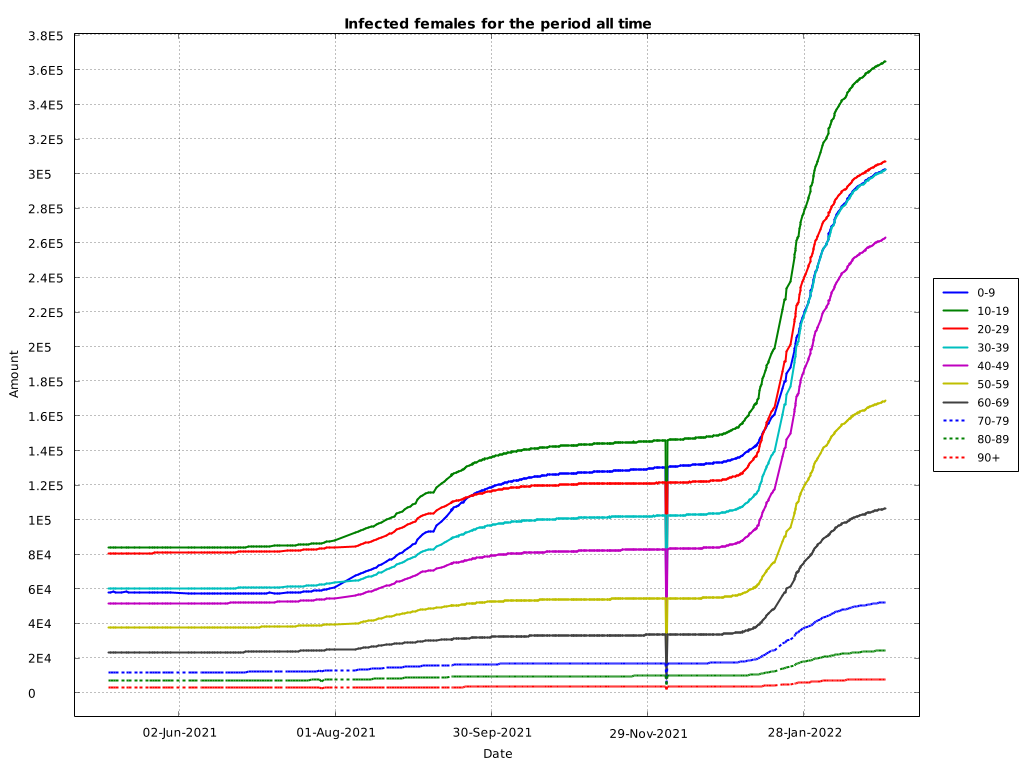 Infected females for the period all time
3.8E5
3.6E5
3.4E5
3.2E5
3E5
2.8E5
2.6E5
2.4E5
2.2E5
2E5
1.8E5
1.6E5
1.4E5
1.2E5
1E5
8E4
6E4
4E4
2E4
0
Amount
02-Jun-2021
01-Aug-2021
30-Sep-2021
29-Nov-2021
28-Jan-2022
Date
0-9
10-19
20-29
30-39
40-49
50-59
60-69
70-79
80-89
90+